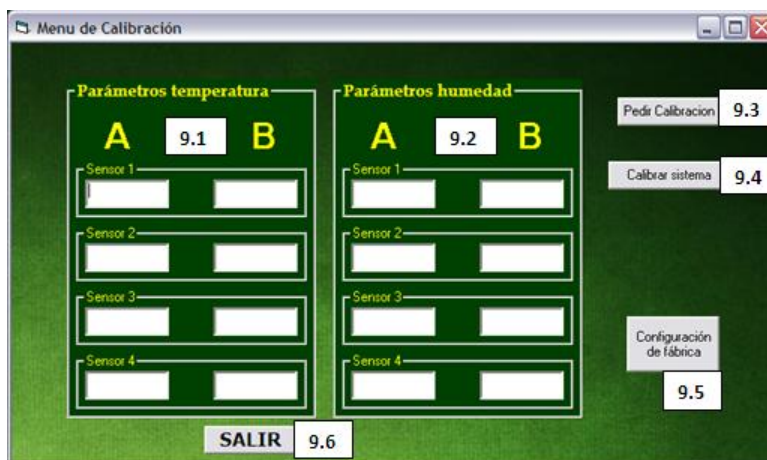 Menu de Calibración
Parámetros temperatura
A 9.1 B
Sensor 1
Sensor 2
Sensor 3
Sensor 4
Parámetros humedad
A 9.2 B
Sensor 1
Sensor 2
Sensor 3
Sensor 4
Pedir Calibracion 9.3
Calibrar sistema 9.4
Configuración
de fábrica
9.5
SALIR 9.6